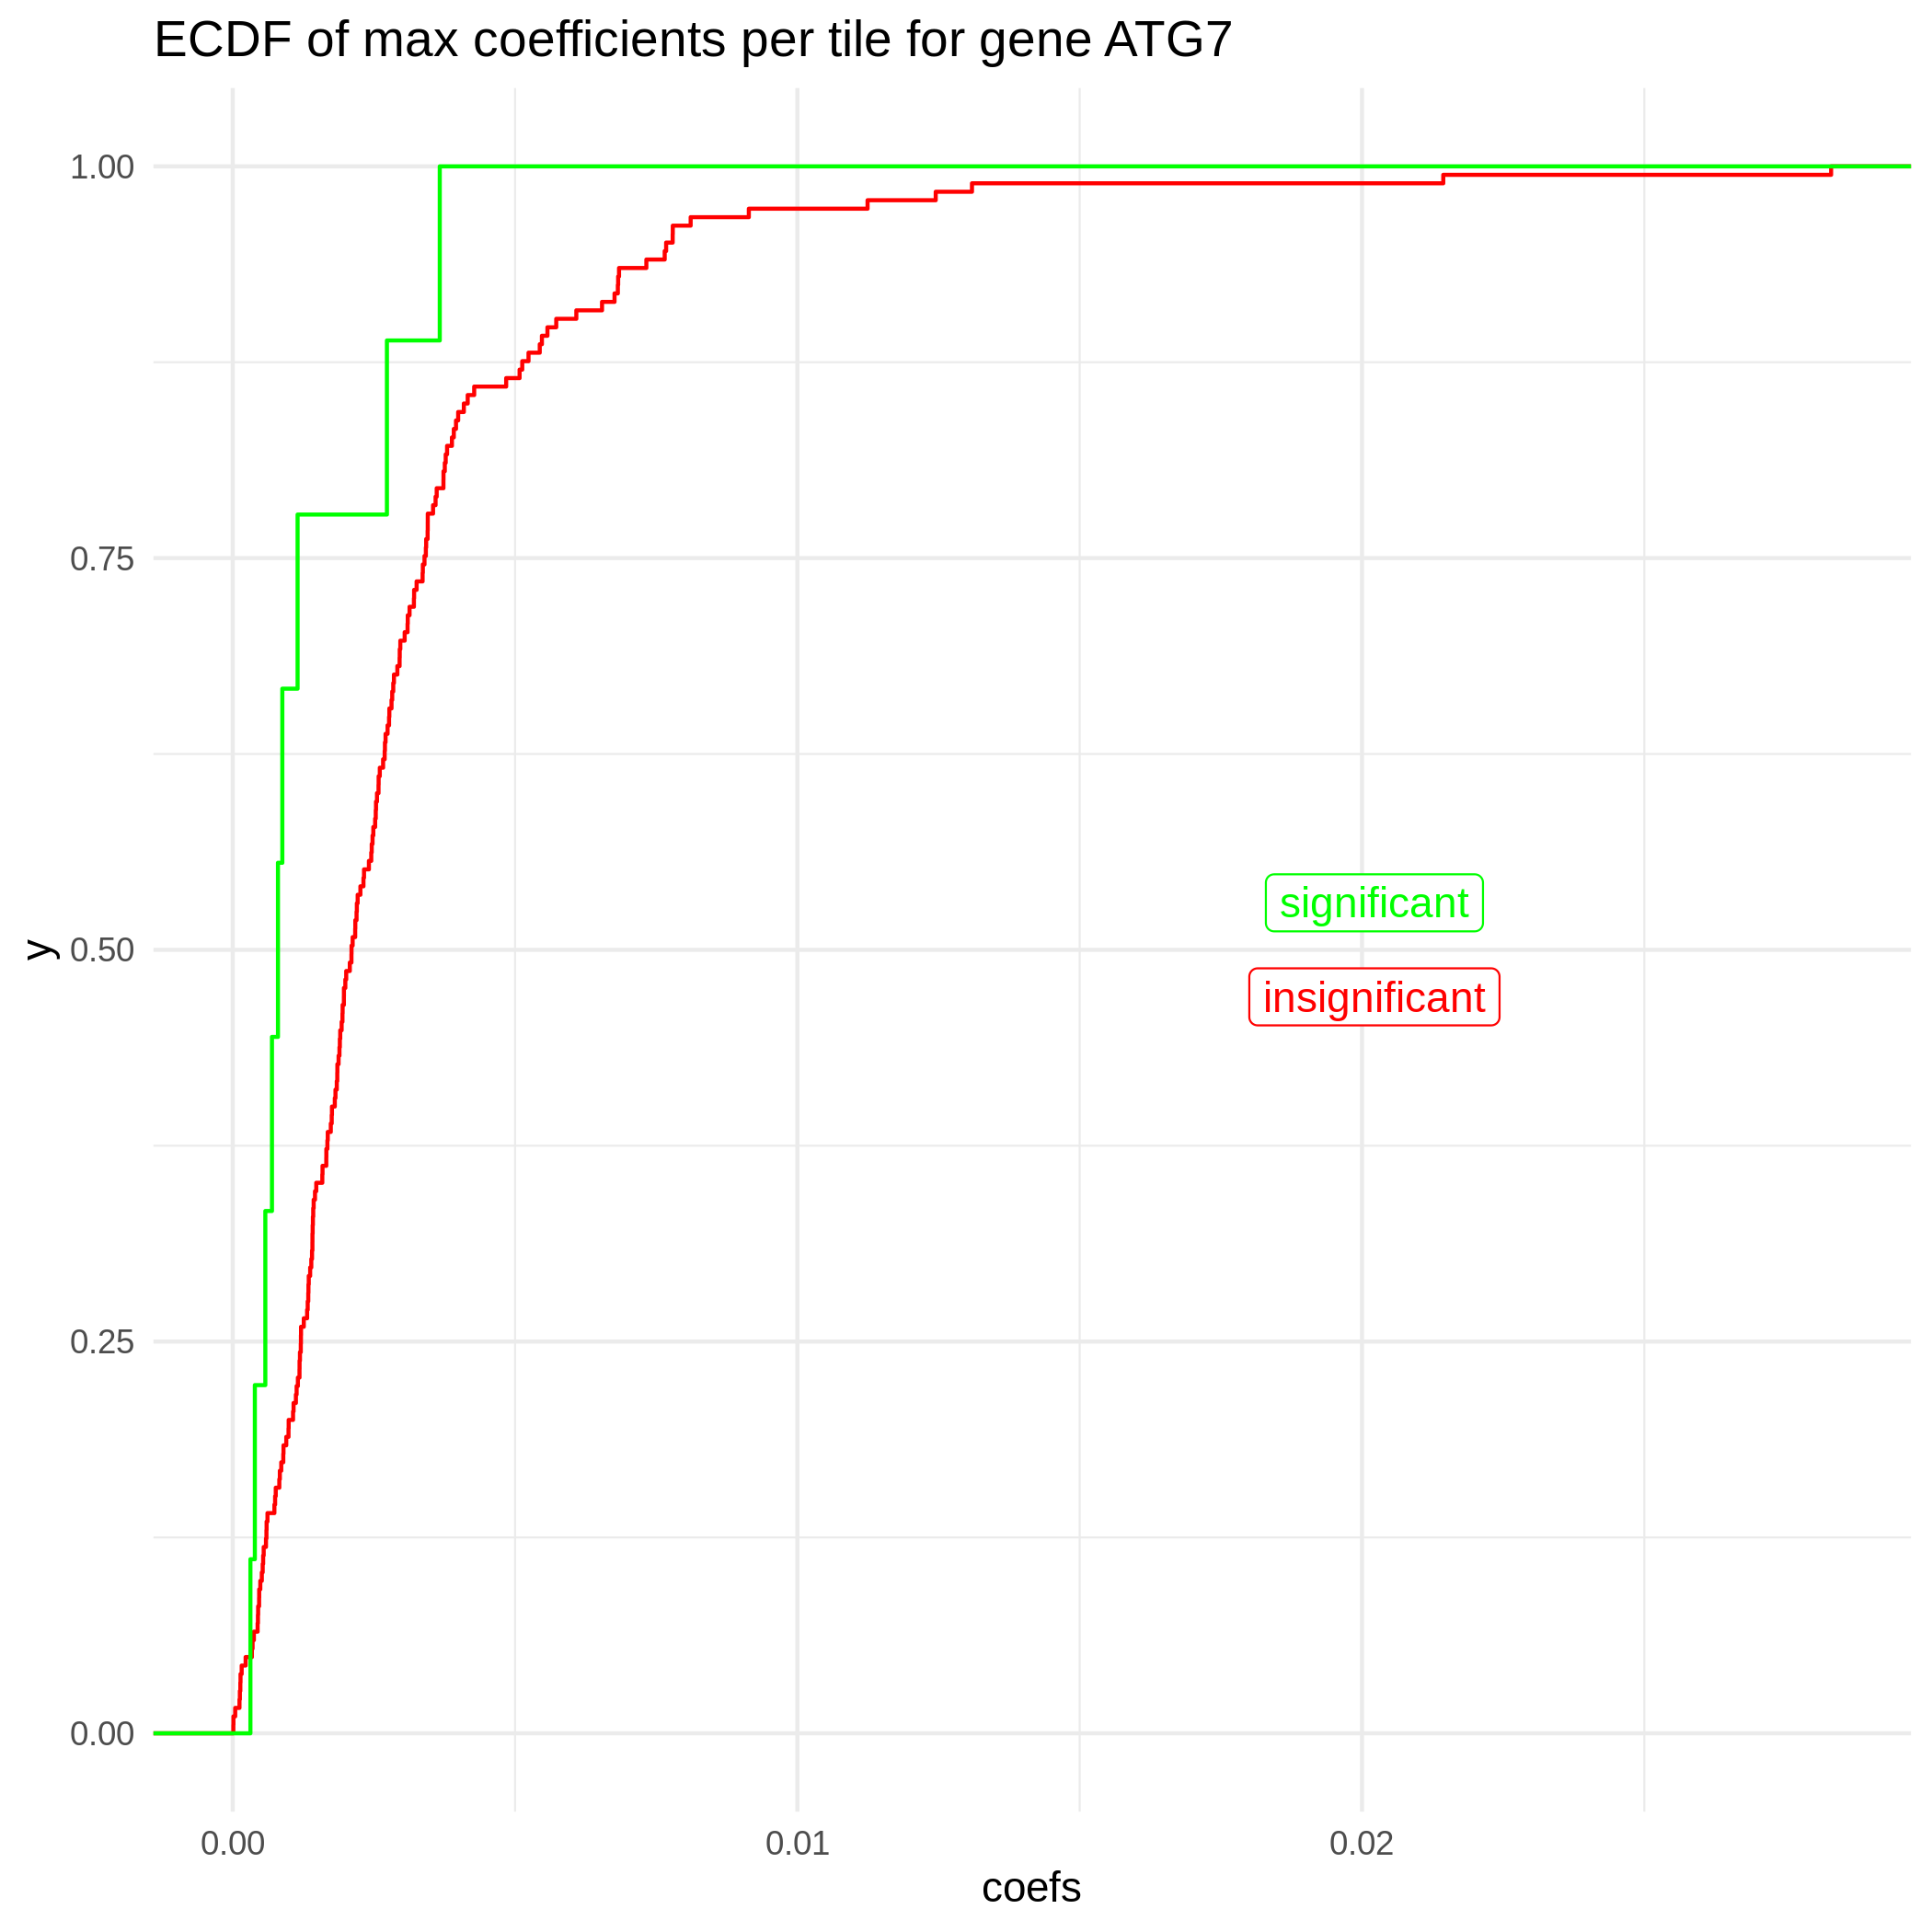 ECDF of max coefficients per tile for gene ATG7
1.00
0.75
0.50
0.25
0.00
y
significant
insignificant
0.00
0.01
0.02
coefs